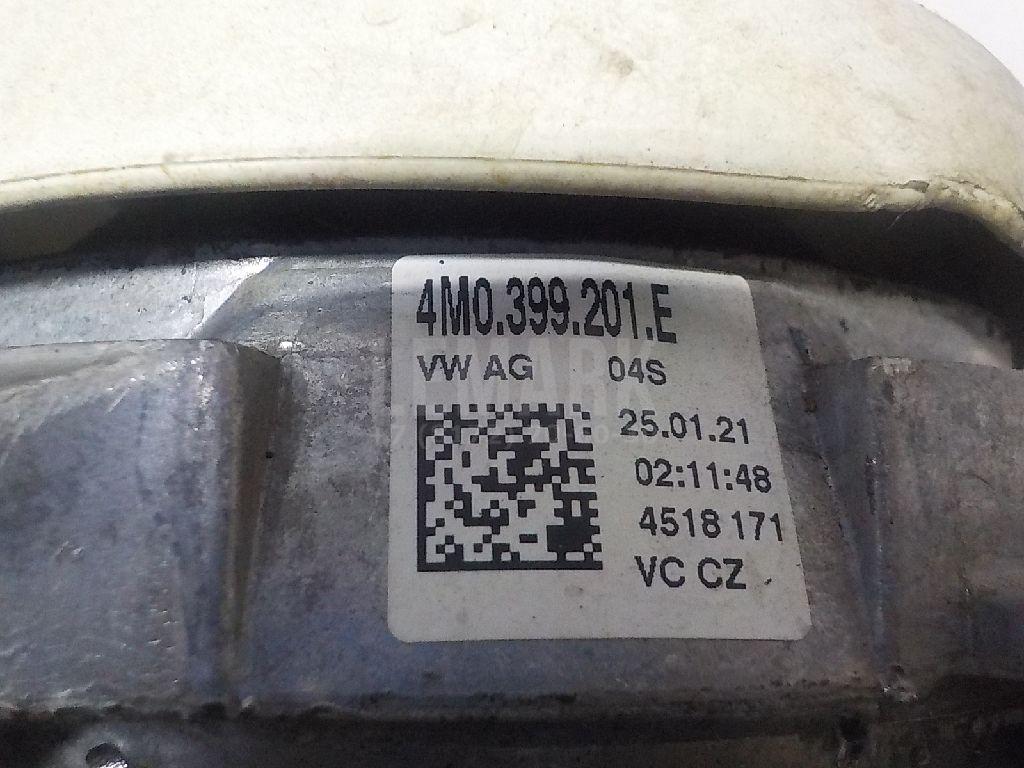 4M0.399.201.E
VW AG 04S
25.01.21
02:11:48
4518 171
VC CZ